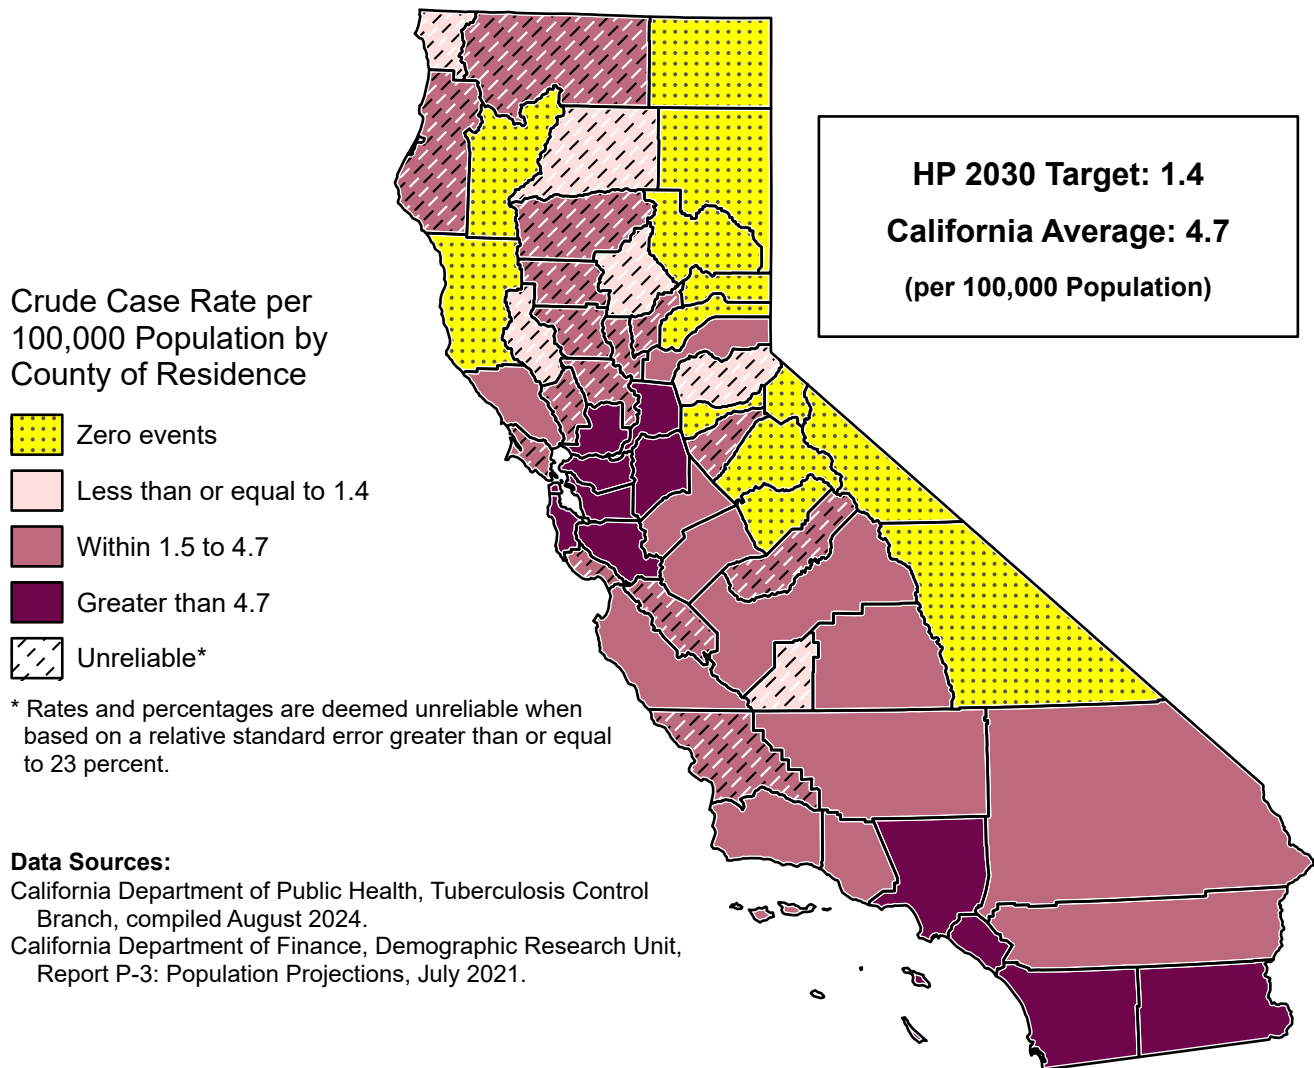 HP 2030 Target: 1.4
California Average: 4.7
(per 100,000 Population)
Crude Case Rate per
100,000 Population by
County of Residence
Zero events
Less than or equal to 1.4
Within 1.5 to 4.7
Greater than 4.7
Unreliable*
* Rates and percentages are deemed unreliable when
based on a relative standard error greater than or equal
to 23 percent.
Data Sources:
California Department of Public Health, Tuberculosis Control
Branch, compiled August 2024.
California Department of Finance, Demographic Research Unit,
Report P-3: Population Projections, July 2021.